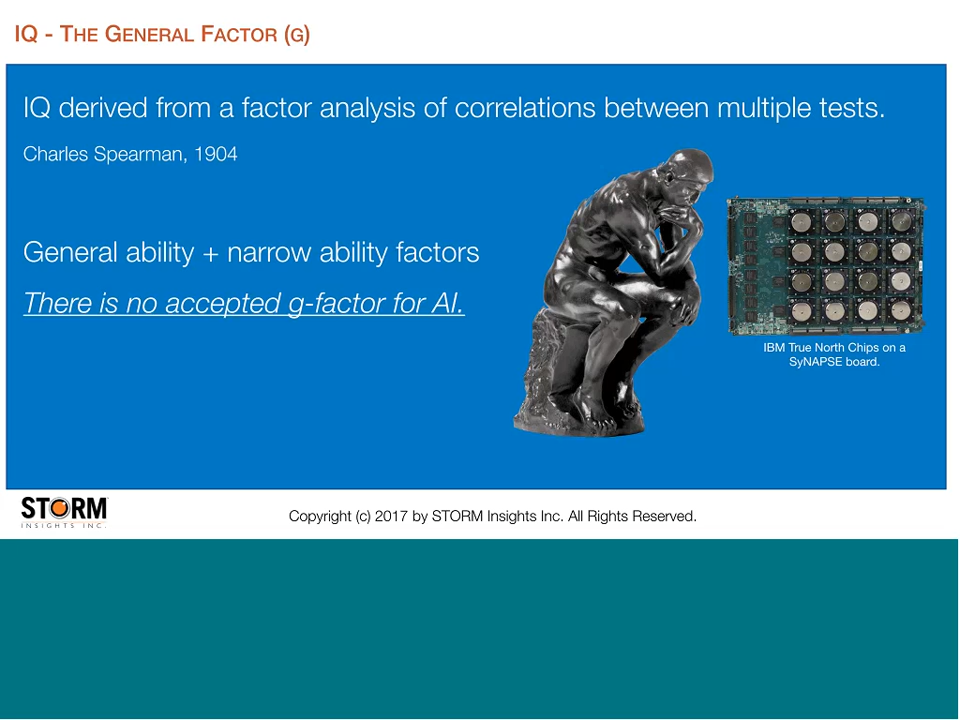 IQ - The General Factor (g)
IQ derived from a factor analysis of correlations between multiple tests.
Charles Spearman, 1904
General ability + narrow ability factors
There is no accepted g-factor for AI.
IBM True North Chips on a
SyNAPSE board.
STORM
INSIGHTS INC.
Copyright (c) 2017 by STORM Insights Inc. All Rights Reserved.